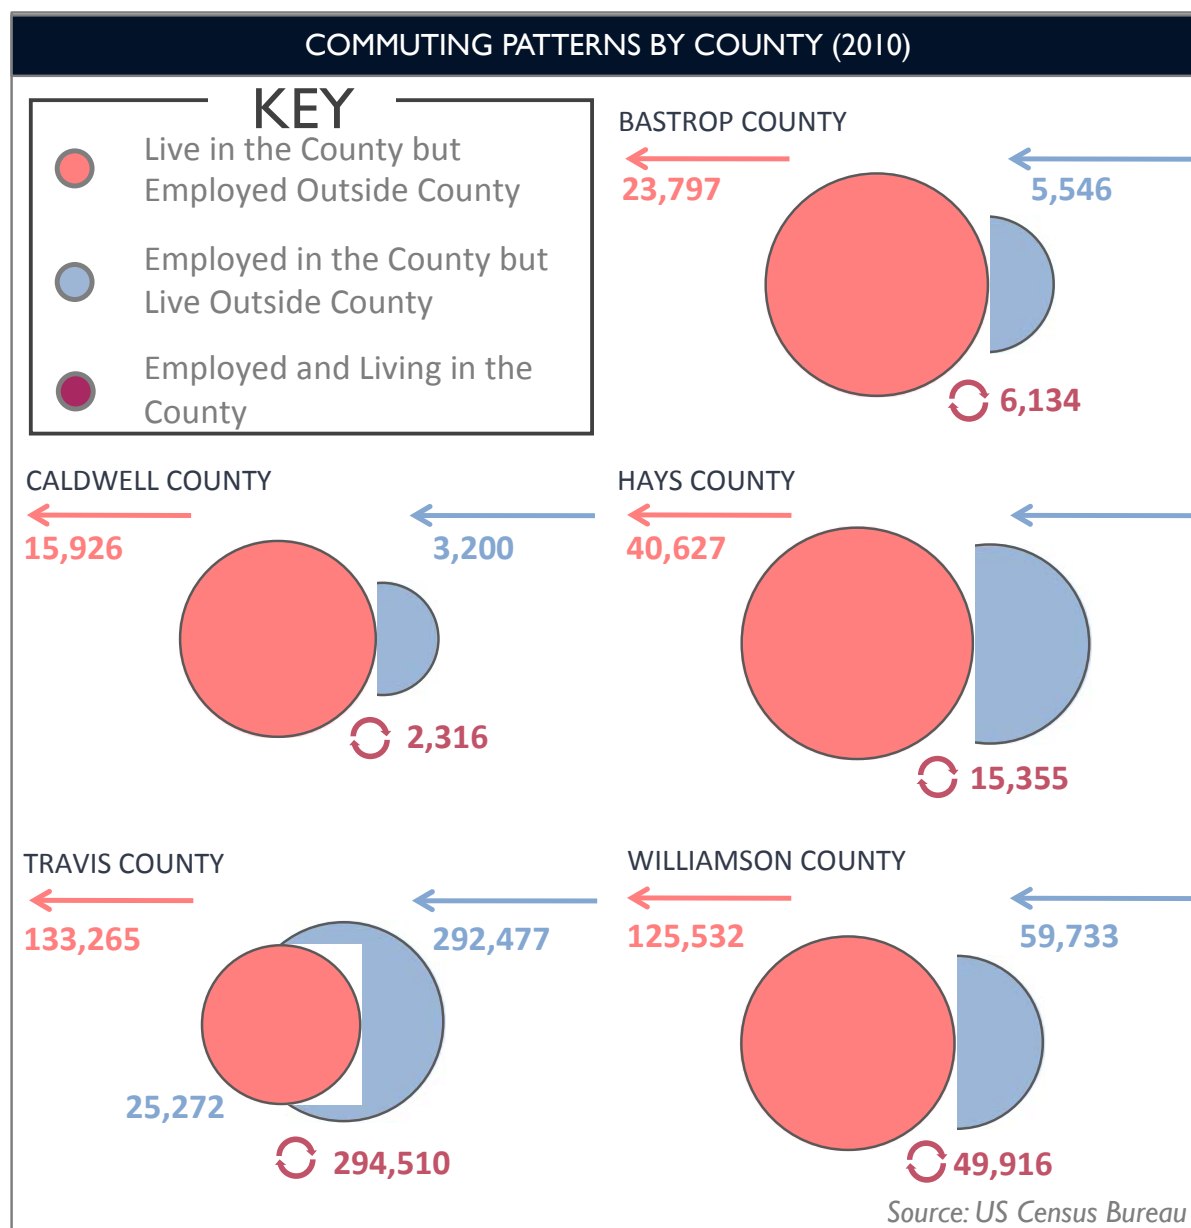 COMMUTING PATTERNS BY COUNTY (2010)
KEY
Live in the County but
Employed Outside County
Employed in the County but
Live Outside County
Employed and Living in the
County
BASTROP COUNTY
23,797
5,546
6,134
CALDWELL COUNTY
15,926
3,200
2,316
HAYS COUNTY
40,627
15,355
TRAVIS COUNTY
133,265
292,477
25,272
294,510
WILLIAMSON COUNTY
125,532
59,733
49,916
Source: US Census Bureau